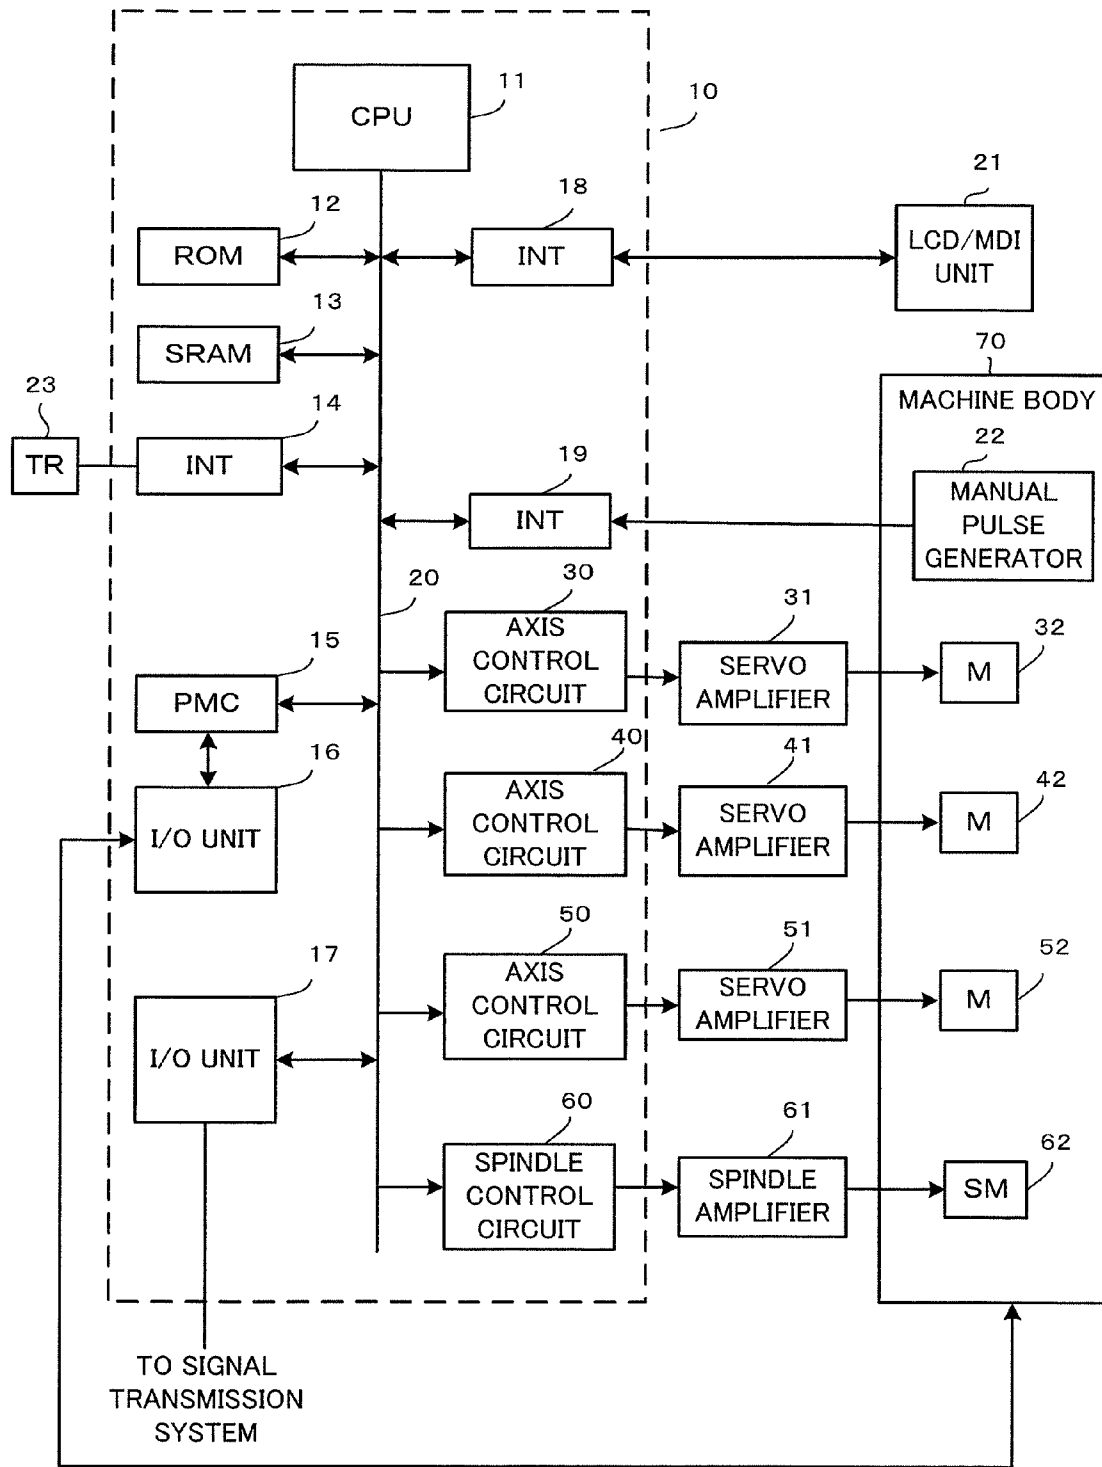 11
CPU
10
21
12
18
ROM
INT
LCD/MDI
UNIT
13
SRAM
70
23
14
MACHINE BODY
TR
INT
22
19
MANUAL
PULSE
GENERATOR
INT
20
30
AXIS
CONTROL
CIRCUIT
31
SERVO
AMPLIFIER
32
M
15
PMC
16
I/O UNIT
40
AXIS
CONTROL
CIRCUIT
41
SERVO
AMPLIFIER
42
M
17
I/O UNIT
50
AXIS
CONTROL
CIRCUIT
51
SERVO
AMPLIFIER
52
M
60
SPINDLE
CONTROL
CIRCUIT
61
SPINDLE
AMPLIFIER
62
SM
TO SIGNAL
TRANSMISSION
SYSTEM